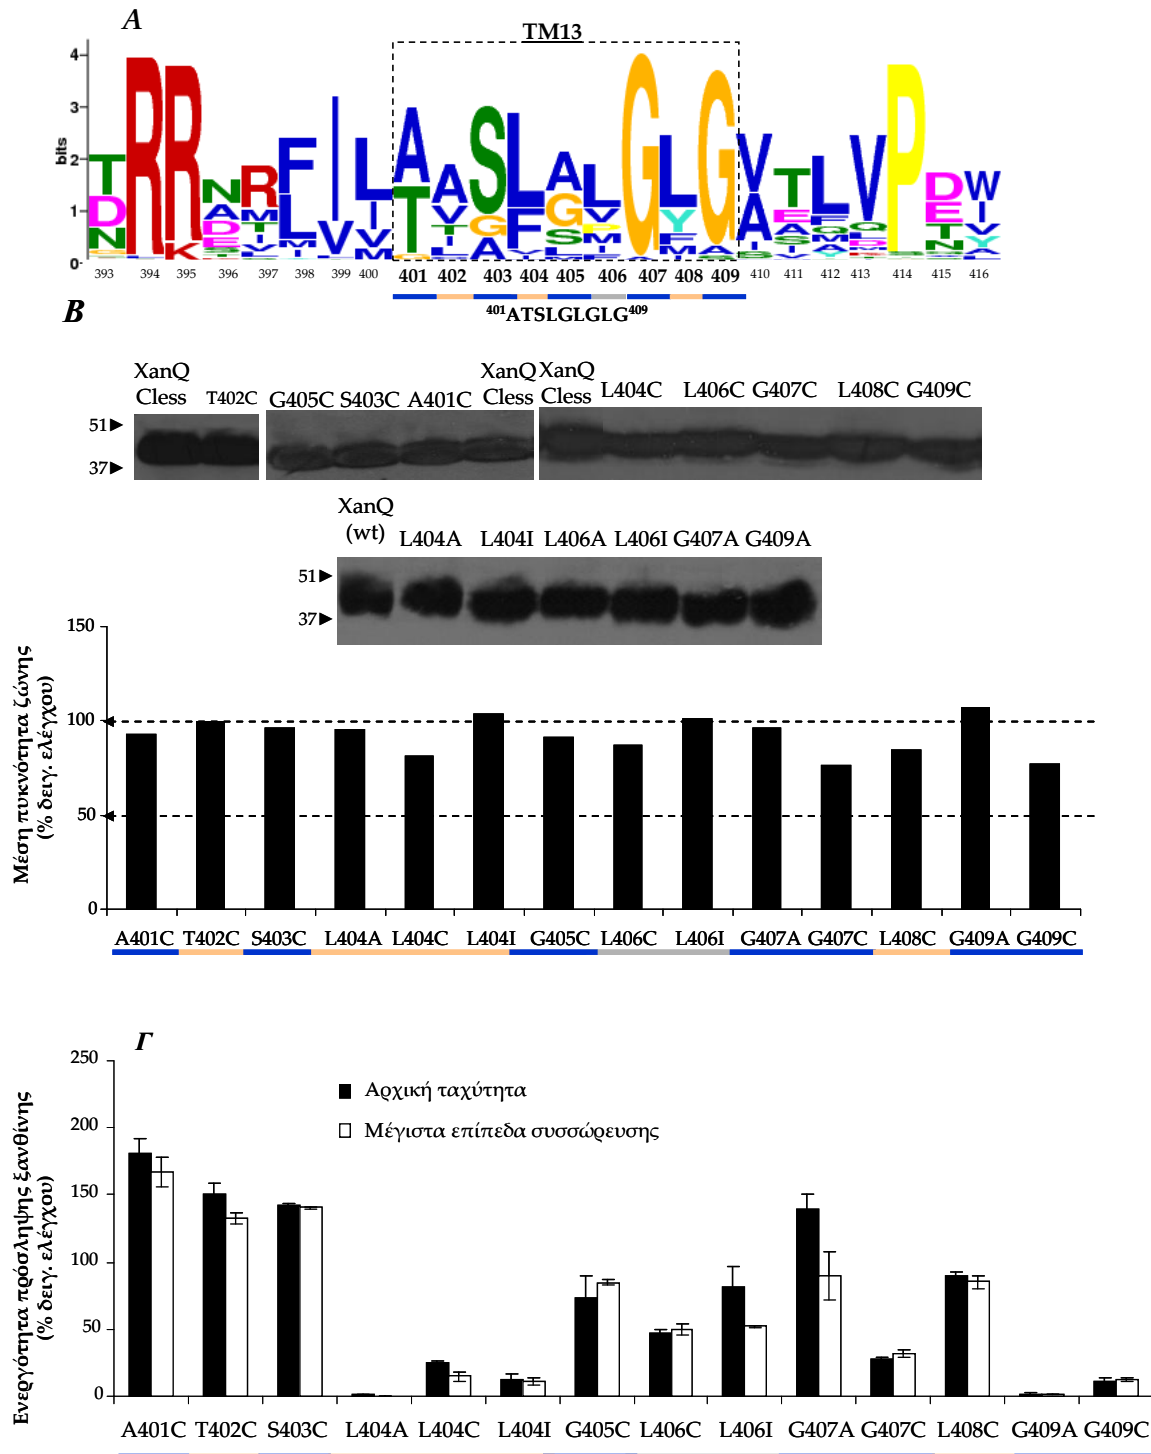 A
TM13
bits
4
3
2
1
0
393 394 395 396 397 398 399 400 401 402 403 404 405 406 407 408 409 410 411 412 413 414 415 416
401ATSLGLGLG409
B
XanQ Cless T402C G405C S403C A401C XanQ Cless XanQ Cless L404C L406C G407C L408C G409C
51
37
XanQ (wt) L404A L404I L406A L406I G407A G409A
51
37
Μέση πυκνότητα ζώνης
(% δειγ. ελέγχου)
150
100
50
0
A401C T402C S403C L404A L404C L404I G405C L406C L406I G407A G407C L408C G409A G409C
Γ
Ενεργότητα πρόσληψης ξανθίνης
(% δειγ. ελέγχου)
250
200
150
100
50
0
Αρχική ταχύτητα
Μέγιστα επίπεδα συσσώρευσης
A401C T402C S403C L404A L404C L404I G405C L406C L406I G407A G407C L408C G409A G409C